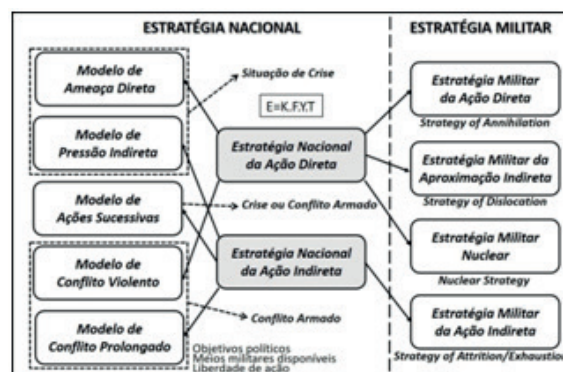 ESTRATÉGIA NACIONAL
ESTRATÉGIA MILITAR
Modelo de
Ameaça Direta
Modelo de
Pressão Indireta
Modelo de
Ações Sucessivas
Modelo de
Conflito Violento
Modelo de
Conflito Prolongado
Situação de Crise
E=K.F.Y.T
Estratégia Nacional
da Ação Direta
Crise ou Conflito Armado
Estratégia Nacional
da Ação Indireta
Conflito Armado
Objetivos políticos
Meios militares disponíveis
Liberdade de ação
Estratégia Militar
da Ação Direta
Strategy of Annihilation
Estratégia Militar da
Aproximação Indireta
Strategy of Dislocation
Estratégia Militar
Nuclear
Nuclear Strategy
Estratégia Militar
da Ação Indireta
Strategy of Attrition/Exhaustion